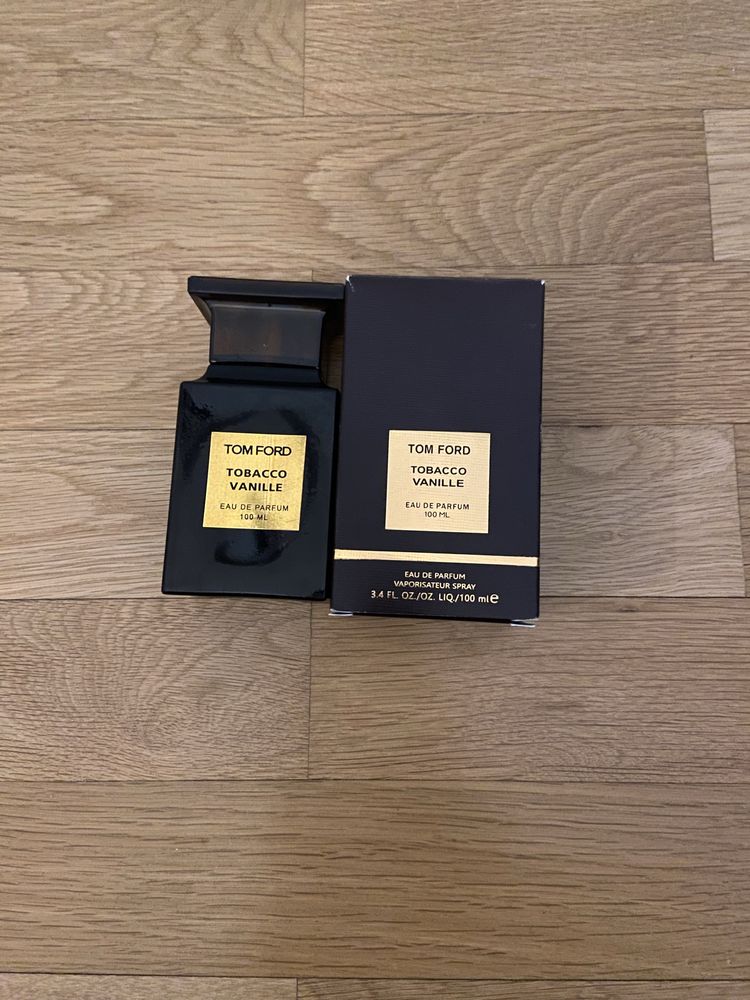 TOM FORD
TOBACCO
VANILLE
EAU DE PARFUM
100 ML
TOM FORD
TOBACCO
VANILLE
EAU DE PARFUM
100 ML
EAU DE PARFUM
VAPORISATEUR SPRAY
3.4 FL. OZ./OZ. LIQ./100 ml e